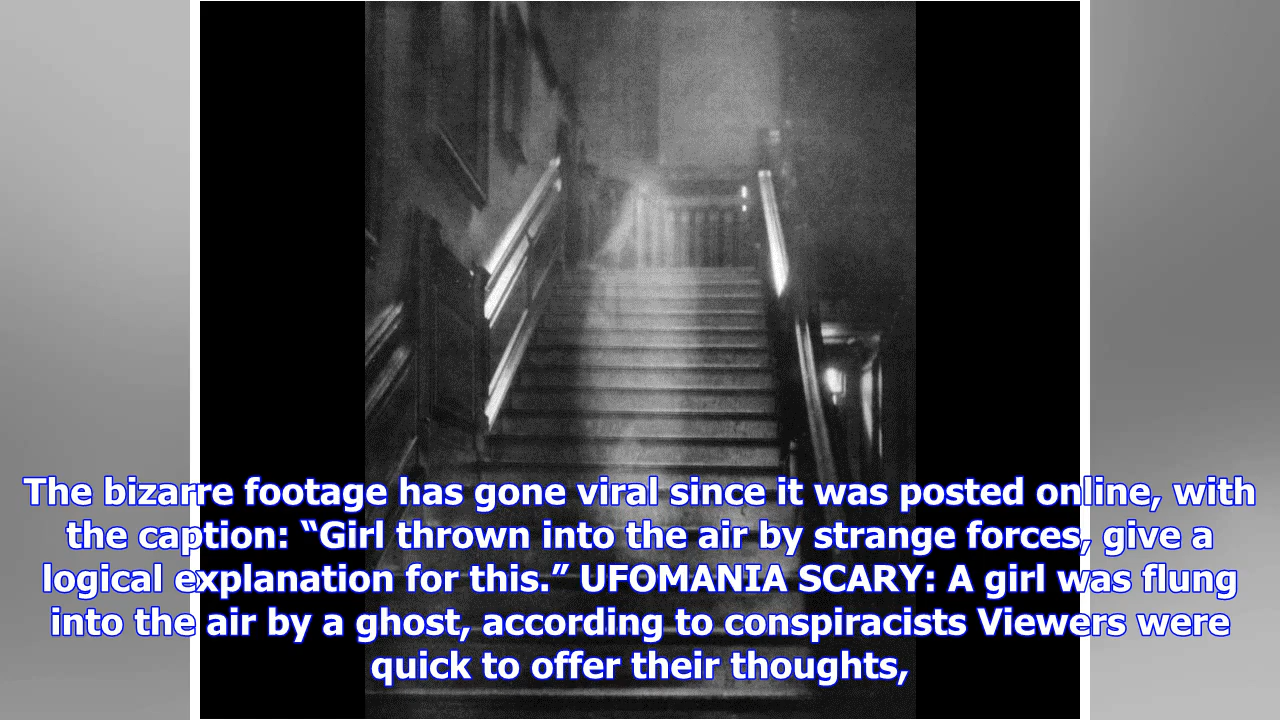 The bizarre footage has gone viral since it was posted online, with
the caption: “Girl thrown into the air by strange forces, give a
logical explanation for this.” UFOMANIA SCARY: A girl was flung
into the air by a ghost, according to conspiracists Viewers were
quick to offer their thoughts,